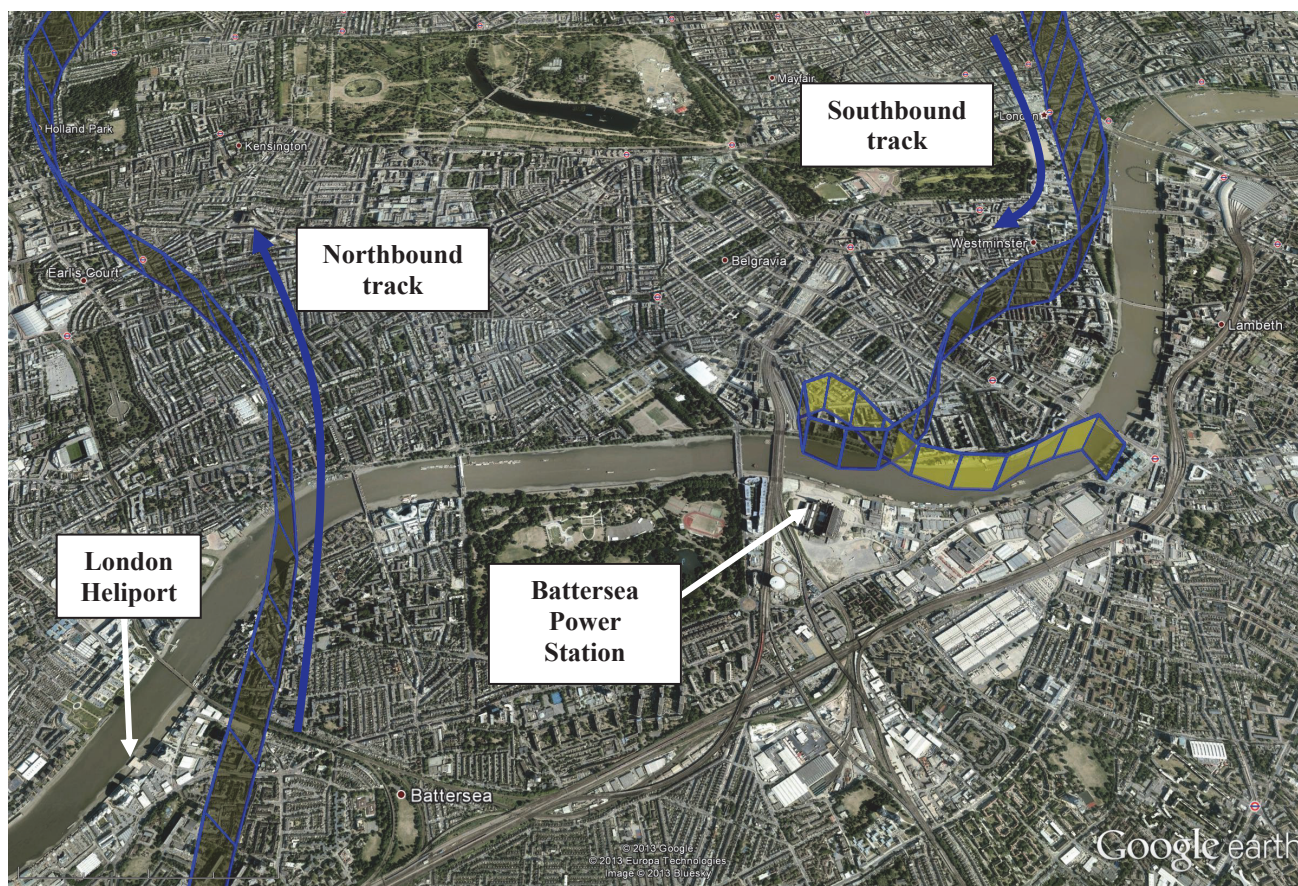 Mayfair
Southbound
track
London
Holland Park
Kensington
Northbound
track
Westminster
Belgravia
Earl's Court
Lambeth
London
Heliport
Battersea
Power
Station
Battersea
© 2013 Google
© 2013 Europa Technologies
Image © 2013 Bluesky
Google earth